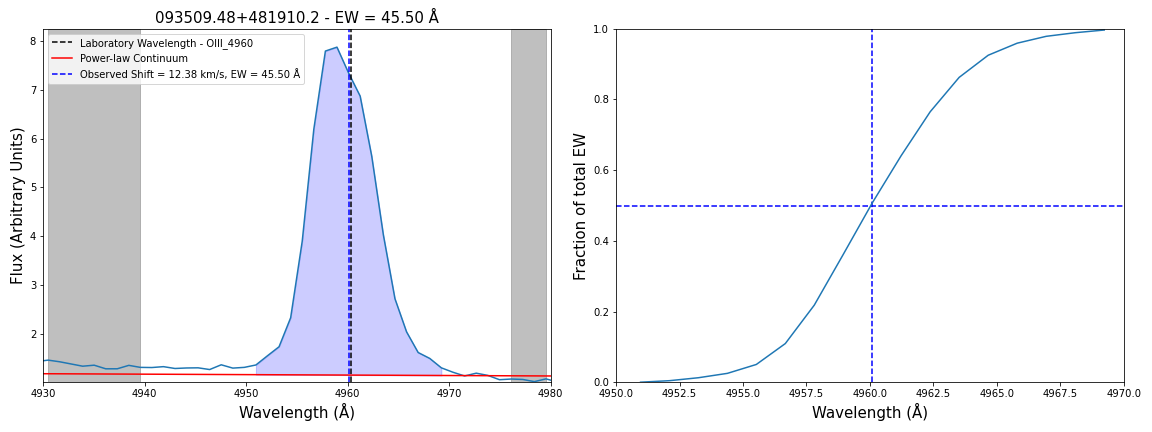 093509.48+481910.2 - EW = 45.50 Å
Laboratory Wavelength - OIII_4960
Power-law Continuum
Observed Shift = 12.38 km/s, EW = 45.50 Å
Flux (Arbitrary Units)
8
7
6
5
4
3
2
4930 4940 4950 4960 4970 4980
Wavelength (Å)
Fraction of total EW
1.0
0.8
0.6
0.4
0.2
0.0
4950.0 4952.5 4955.0 4957.5 4960.0 4962.5 4965.0 4967.5 4970.0
Wavelength (Å)